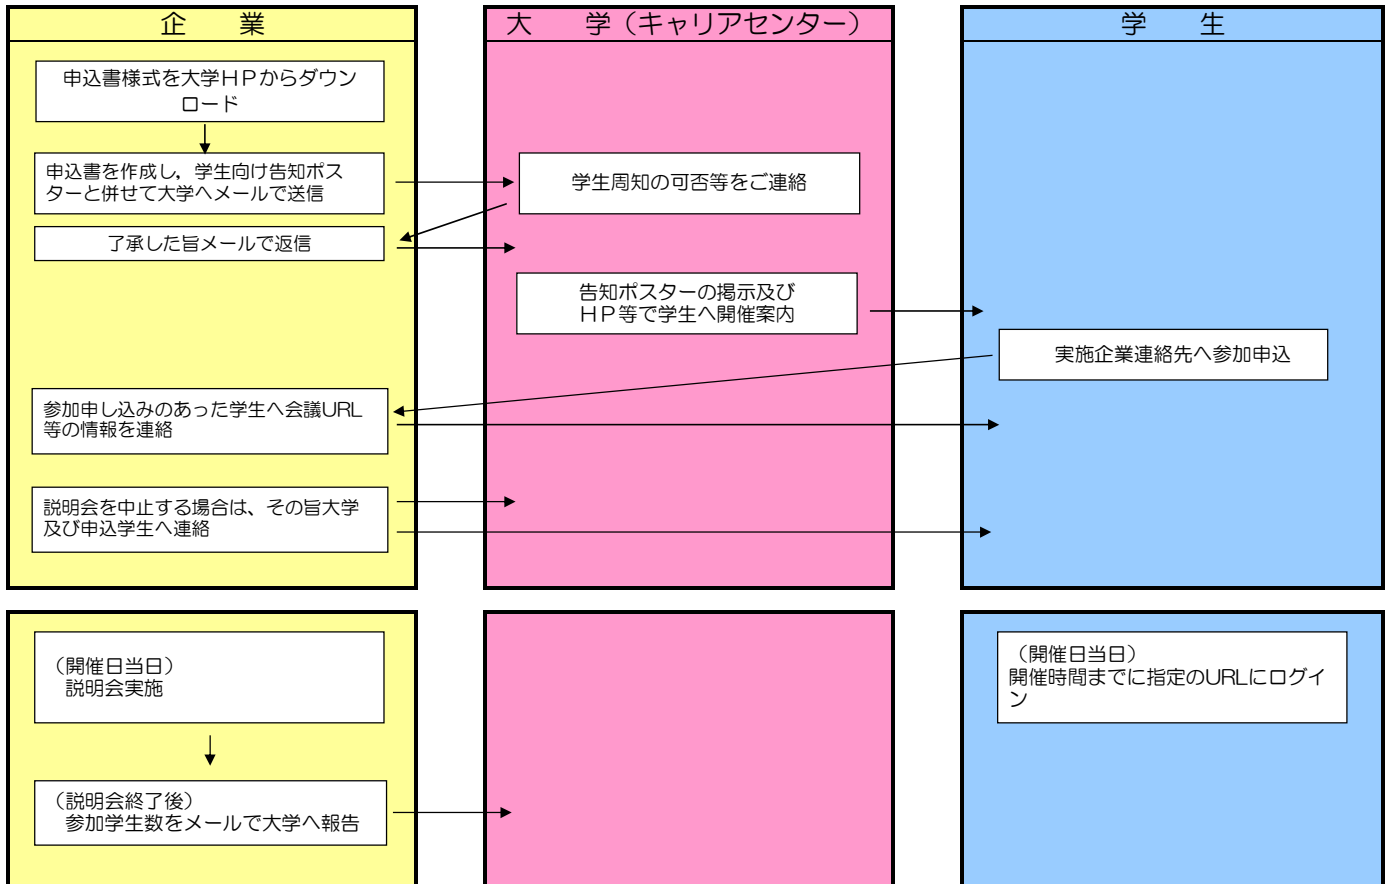 企　　業
大　　学（キャリアセンター）
学　　生
申込書様式を大学ＨＰからダウン
ロード
申込書を作成し，学生向け告知ポス
ターと併せて大学へメールで送信
学生周知の可否等をご連絡
了承した旨メールで返信
告知ポスターの掲示及び
ＨＰ等で学生へ開催案内
実施企業連絡先へ参加申込
参加申し込みのあった学生へ会議URL
等の情報を連絡
説明会を中止する場合は、その旨大学
及び申込学生へ連絡
（開催日当日）
説明会実施
（開催日当日）
開催時間までに指定のURLにログイ
ン
（説明会終了後）
参加学生数をメールで大学へ報告